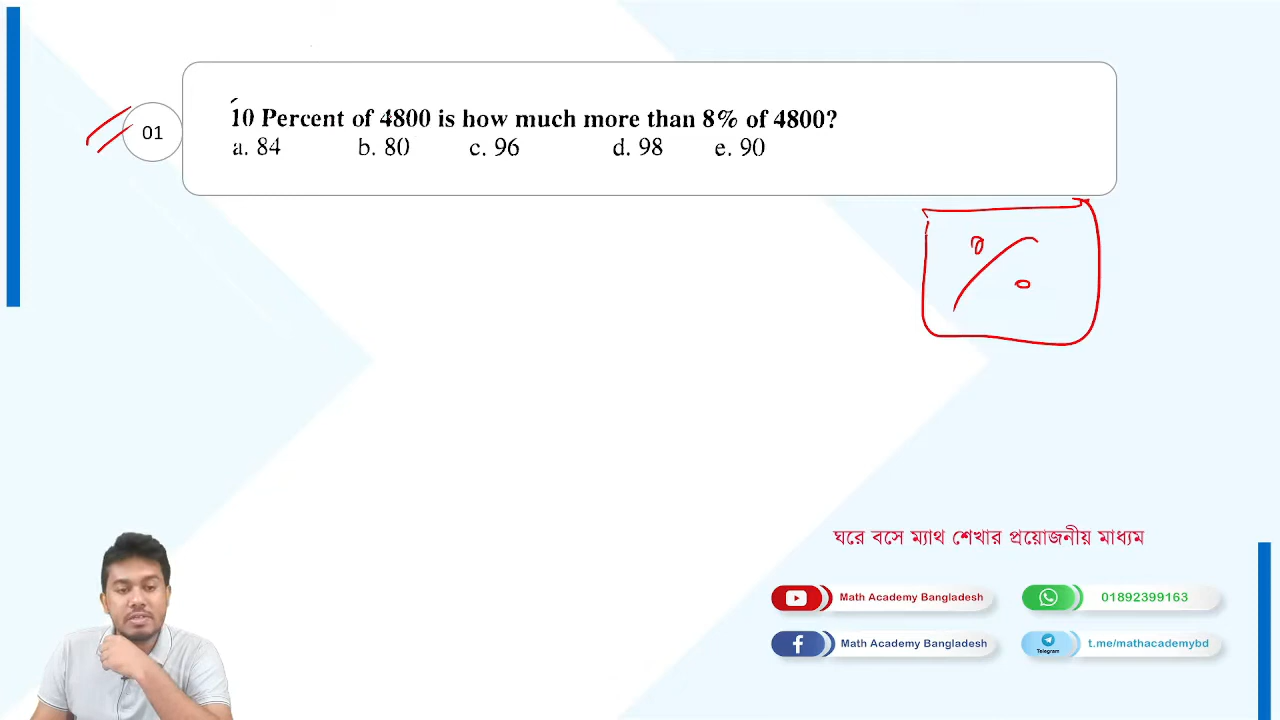 01
10 Percent of 4800 is how much more than 8% of 4800?
a. 84 b. 80 c. 96 d. 98 e. 90
%
ঘরে বসে ম্যাথ শেখার প্রয়োজনীয় মাধ্যম
Math Academy Bangladesh 01892399163
Math Academy Bangladesh Telegram t.me/mathacademybd